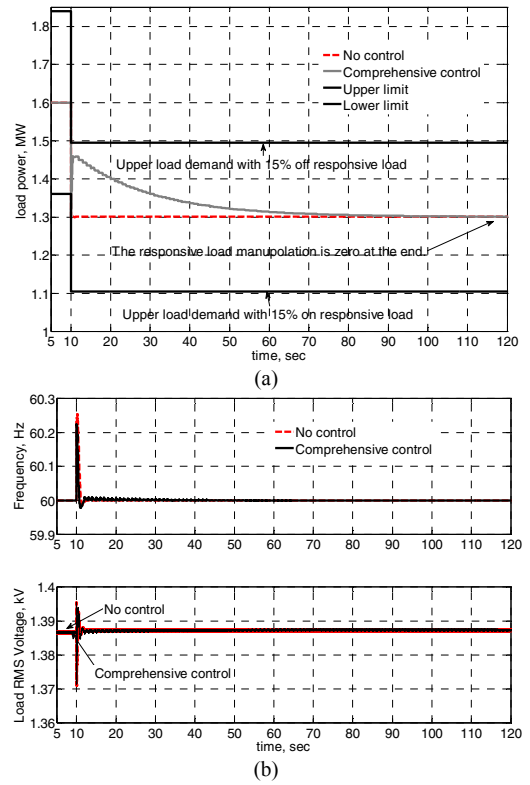 1.8
1.7
1.6
1.5
1.4
1.3
1.2
1.1
1
load power, MW
No control
Comprehensive control
Upper limit
Lower limit
Upper load demand with 15% off responsive load
The responsive load manupolation is zero at the end
Upper load demand with 15% on responsive load
5 10 20 30 40 50 60 70 80 90 100 110 120
time, sec
(a)
60.3
60.2
60.1
60
59.9
Frequency, Hz
No control
Comprehensive control
5 10 20 30 40 50 60 70 80 90 100 110 120
1.4
1.39
1.38
1.37
1.36
Load RMS Voltage, kV
No control
Comprehensive control
5 10 20 30 40 50 60 70 80 90 100 110 120
time, sec
(b)